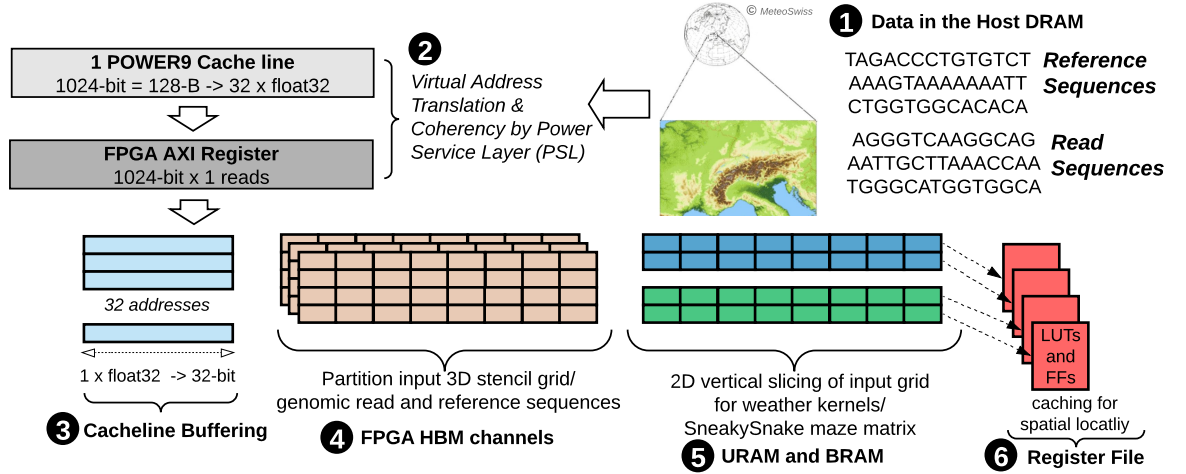 © MeteoSwiss
1 Data in the Host DRAM
TAGACCCTGTGTCT
AAAGTAAAAAAATT
CTGGTGGCACACA
Reference
Sequences
AGGGTCAAGGCAG
AATTGCTTAAACCAA
TGGGCATGGTGGCA
Read
Sequences
2
Virtual Address
Translation &
Coherency by Power
Service Layer (PSL)
1 POWER9 Cache line
1024-bit = 128-B -> 32 x float32
FPGA AXI Register
1024-bit x 1 reads
32 addresses
1 x float32 -> 32-bit
3 Cacheline Buffering
Partition input 3D stencil grid/
genomic read and reference sequences
4 FPGA HBM channels
2D vertical slicing of input grid
for weather kernels/
SneakySnake maze matrix
5 URAM and BRAM
LUTs
and
FFs
caching for
spatial locatliy
6 Register File